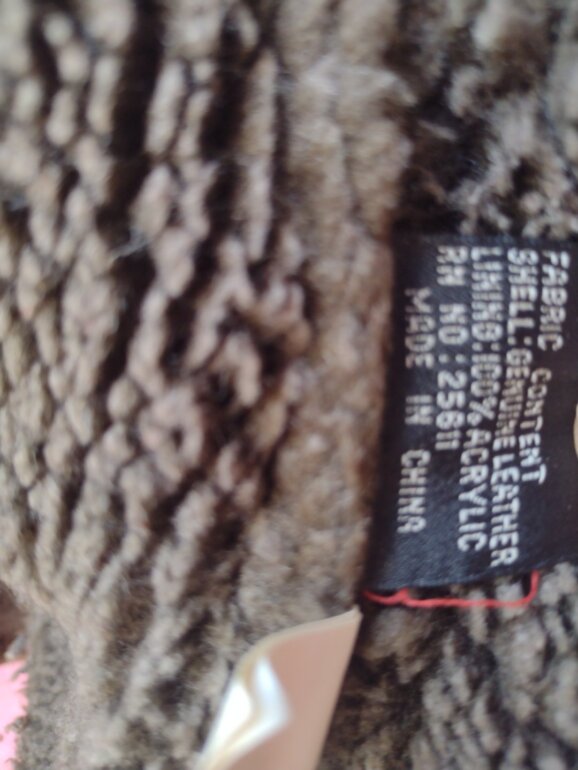 FABRIC CONTENT
SHELL: GENUINE LEATHER
LINING: 100% ACRYLIC
RN NO: 25611
MADE IN CHINA